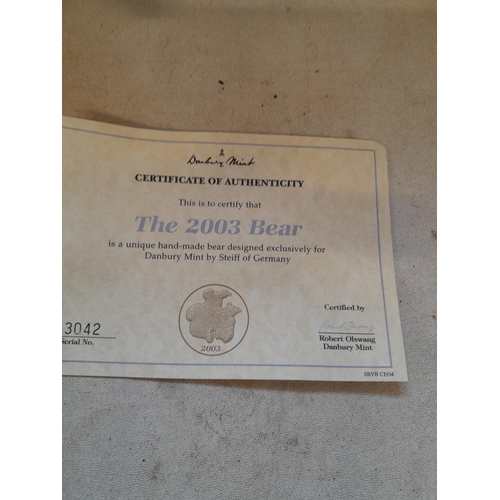 Danbury Mint
CERTIFICATE OF AUTHENTICITY
This is to certify that
The 2003 Bear
is a unique hand-made bear designed exclusively for
Danbury Mint by Steiff of Germany
3042
Serial No.
2003
Certified by
Robert Olswang
Danbury Mint